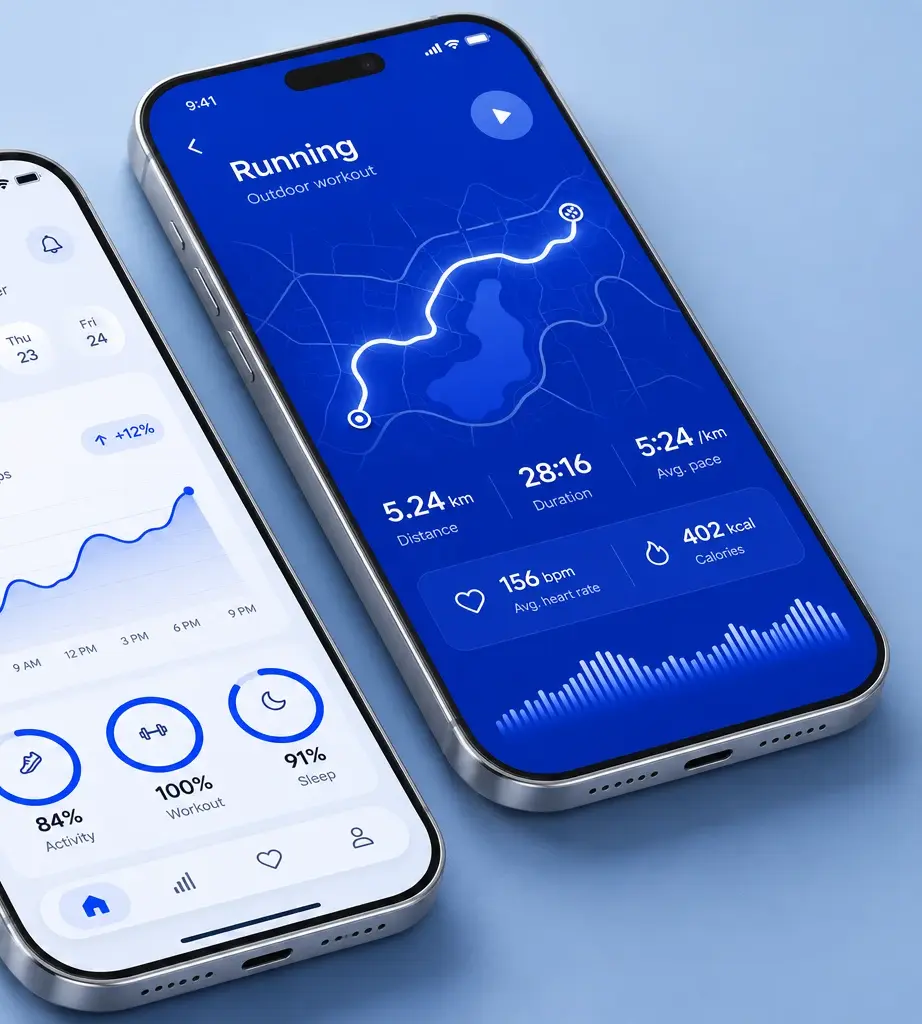 9:41
Running
Outdoor workout
5.24 km
Distance
28:16
Duration
5:24 /km
Avg. pace
156 bpm
Avg. heart rate
402 kcal
Calories
Thu
23
Fri
24
+12%
9 AM
12 PM
3 PM
6 PM
9 PM
84%
Activity
100%
Workout
91%
Sleep